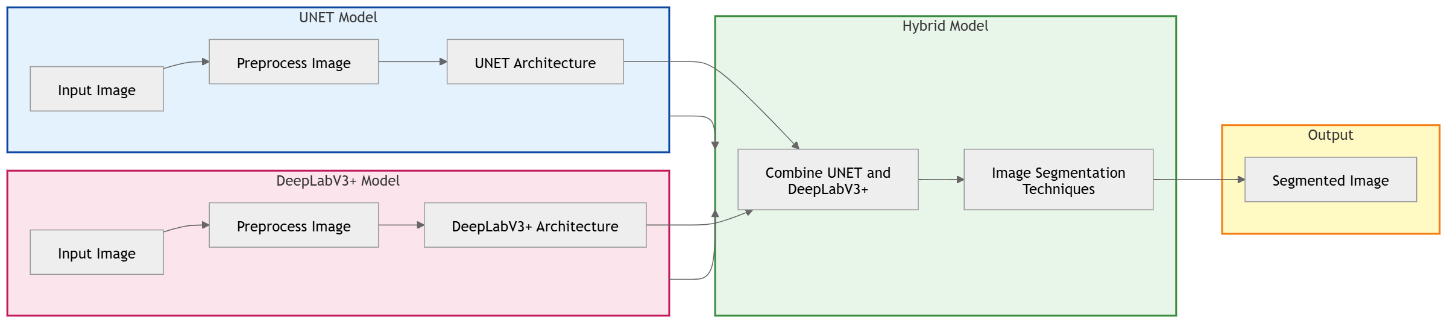 UNET Model
Input Image
Preprocess Image
UNET Architecture
DeepLabV3+ Model
Input Image
Preprocess Image
DeepLabV3+ Architecture
Hybrid Model
Combine UNET and
DeepLabV3+
Image Segmentation
Techniques
Output
Segmented Image